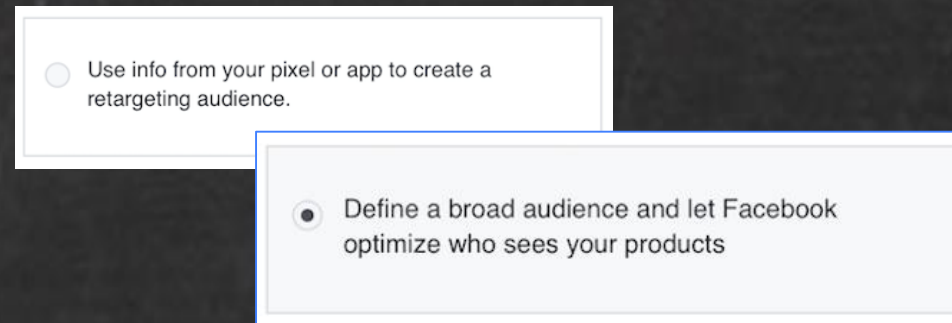 Use info from your pixel or app to create a
retargeting audience.
Define a broad audience and let Facebook
optimize who sees your products